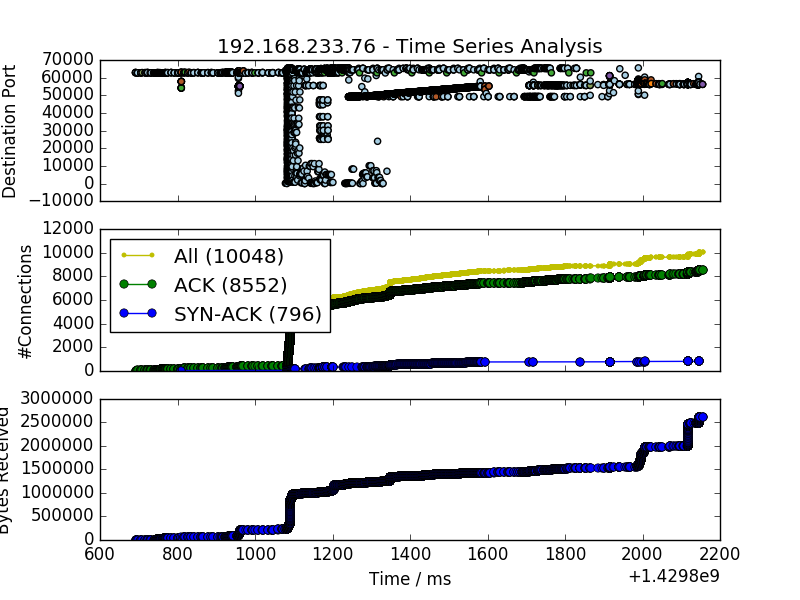 192.168.233.76 - Time Series Analysis
Destination Port
70000
60000
50000
40000
30000
20000
10000
0
−10000
#Connections
12000
10000
8000
6000
4000
2000
0
All (10048)
ACK (8552)
SYN-ACK (796)
Bytes Received
3000000
2500000
2000000
1500000
1000000
500000
0
600 800 1000 1200 1400 1600 1800 2000 2200
Time / ms
+1.4298e9